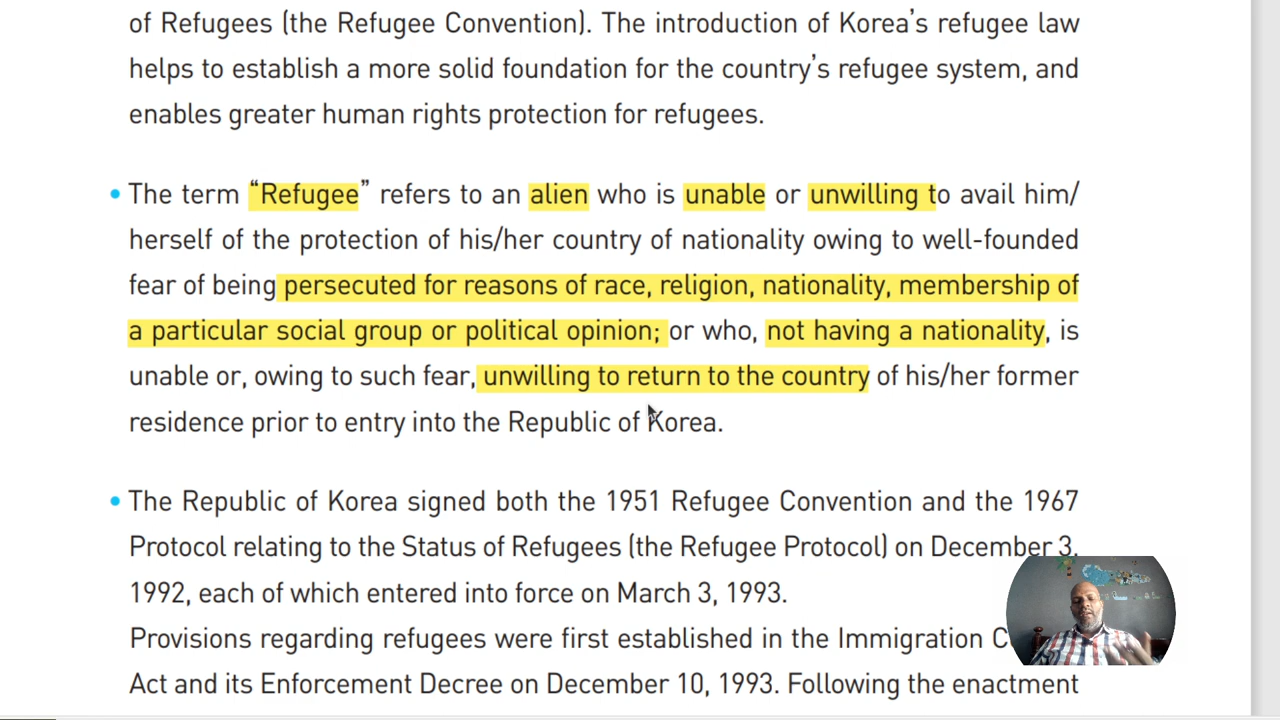 of Refugees (the Refugee Convention). The introduction of Korea's refugee law
helps to establish a more solid foundation for the country's refugee system, and
enables greater human rights protection for refugees.
• The term “Refugee” refers to an alien who is unable or unwilling to avail him/
herself of the protection of his/her country of nationality owing to well-founded
fear of being persecuted for reasons of race, religion, nationality, membership of
a particular social group or political opinion; or who, not having a nationality, is
unable or, owing to such fear, unwilling to return to the country of his/her former
residence prior to entry into the Republic of Korea.
• The Republic of Korea signed both the 1951 Refugee Convention and the 1967
Protocol relating to the Status of Refugees (the Refugee Protocol) on December 3,
1992, each of which entered into force on March 3, 1993.
Provisions regarding refugees were first established in the Immigration
Act and its Enforcement Decree on December 10, 1993. Following the enactment